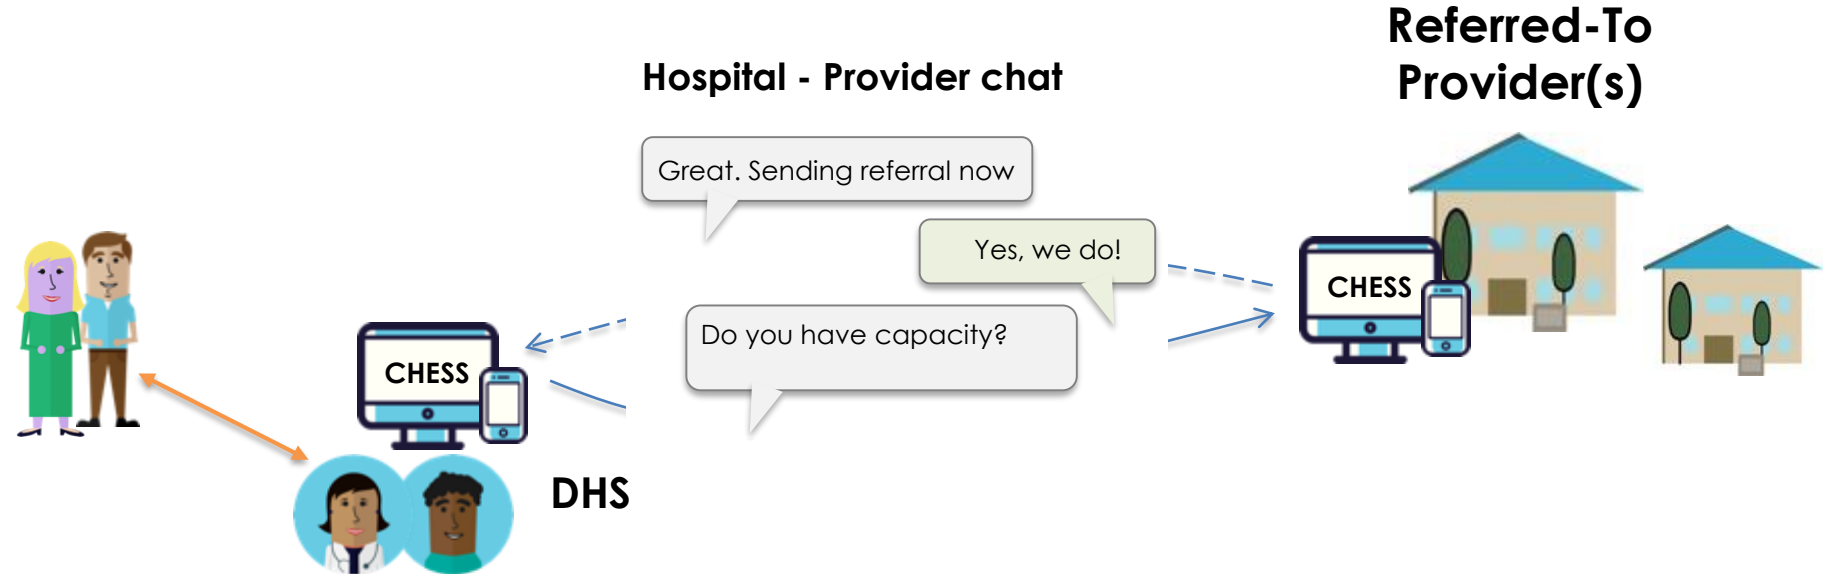 Referred-To
Provider(s)
Hospital - Provider chat
Great. Sending referral now
Yes, we do!
CHESS
Do you have capacity?
CHESS
DHS